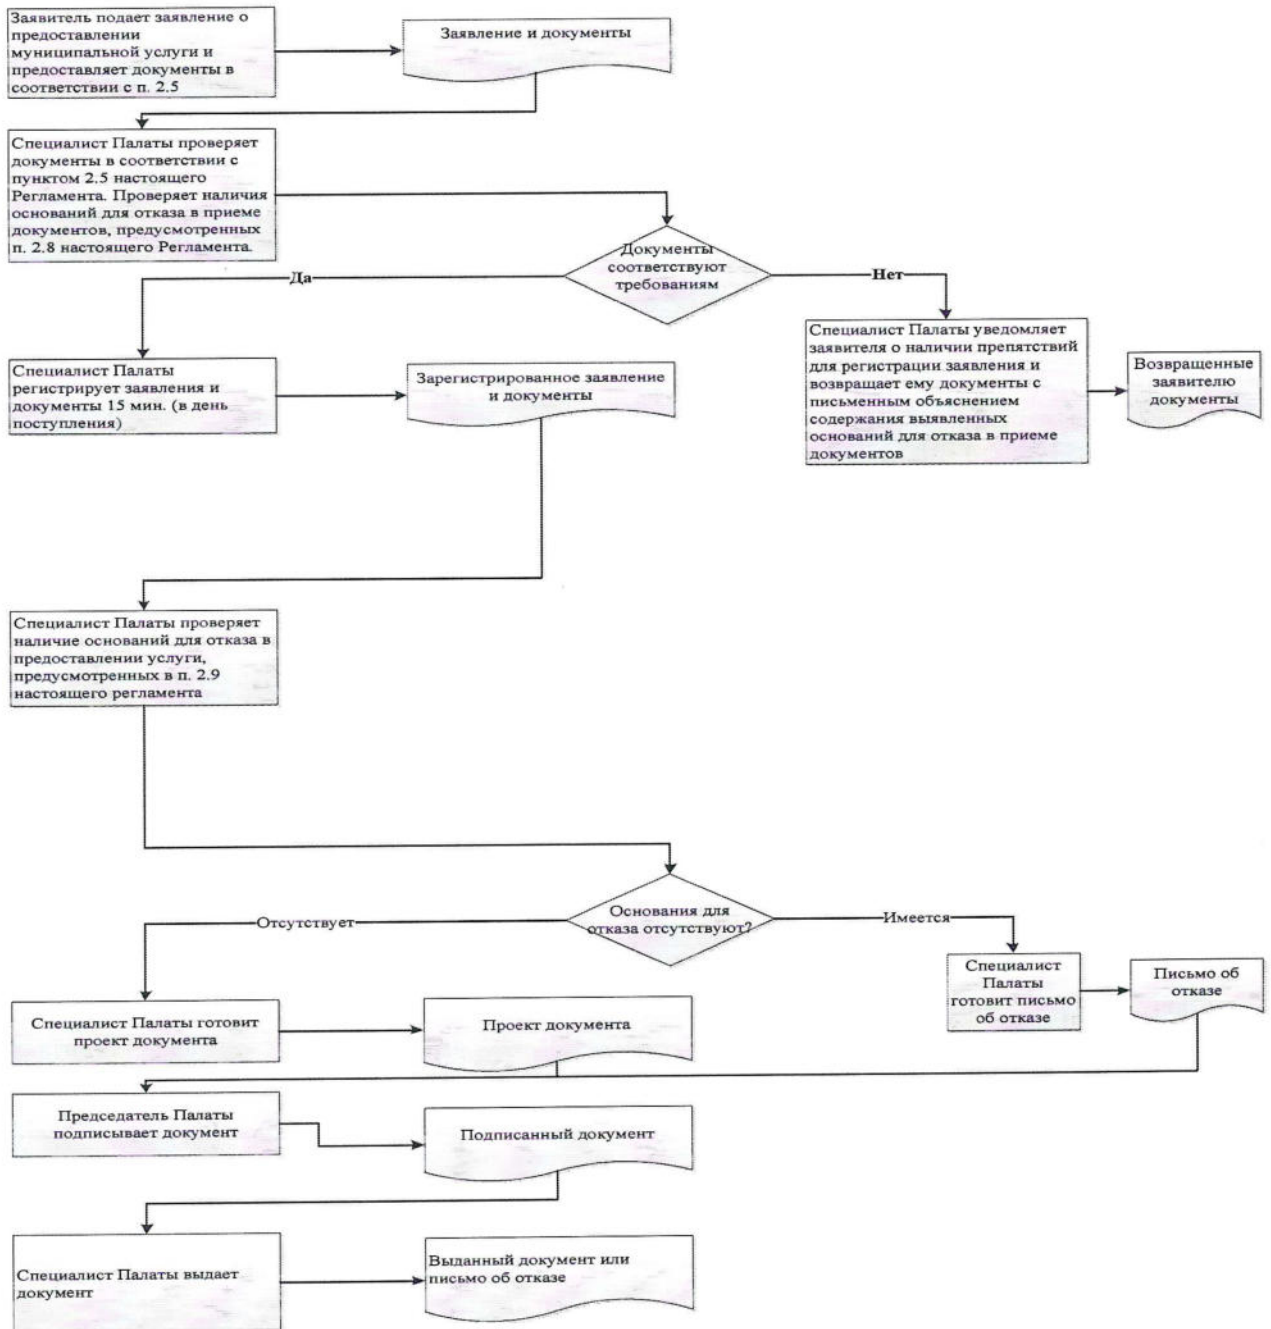 Заявитель подает заявление о
предоставлении
муниципальной услуги и
предоставляет документы в
соответствии с п. 2.5
Заявление и документы
Специалист Палаты проверяет
документы в соответствии с
пунктом 2.5 настоящего
Регламента. Проверяет наличия
оснований для отказа в приеме
документов, предусмотренных
п. 2.8 настоящего Регламента.
Документы
соответствуют
требованиям
Да
Нет
Специалист Палаты
регистрирует заявления и
документы 15 мин. (в день
поступления)
Зарегистрированное заявление
и документы
Специалист Палаты уведомляет
заявителя о наличии препятствий
для регистрации заявления и
возвращает ему документы с
письменным объяснением
содержания выявленных
оснований для отказа в приеме
документов
Возвращенные
заявителю
документы
Специалист Палаты проверяет
наличие оснований для отказа в
предоставлении услуги,
предусмотренных в п. 2.9
настоящего регламента
Основания для
отказа отсутствуют?
Отсутствует
Имеется
Специалист
Палаты
готовит письмо
об отказе
Письмо об
отказе
Специалист Палаты готовит
проект документа
Проект документа
Председатель Палаты
подписывает документ
Подписанный документ
Специалист Палаты выдает
документ
Выданный документ или
письмо об отказе